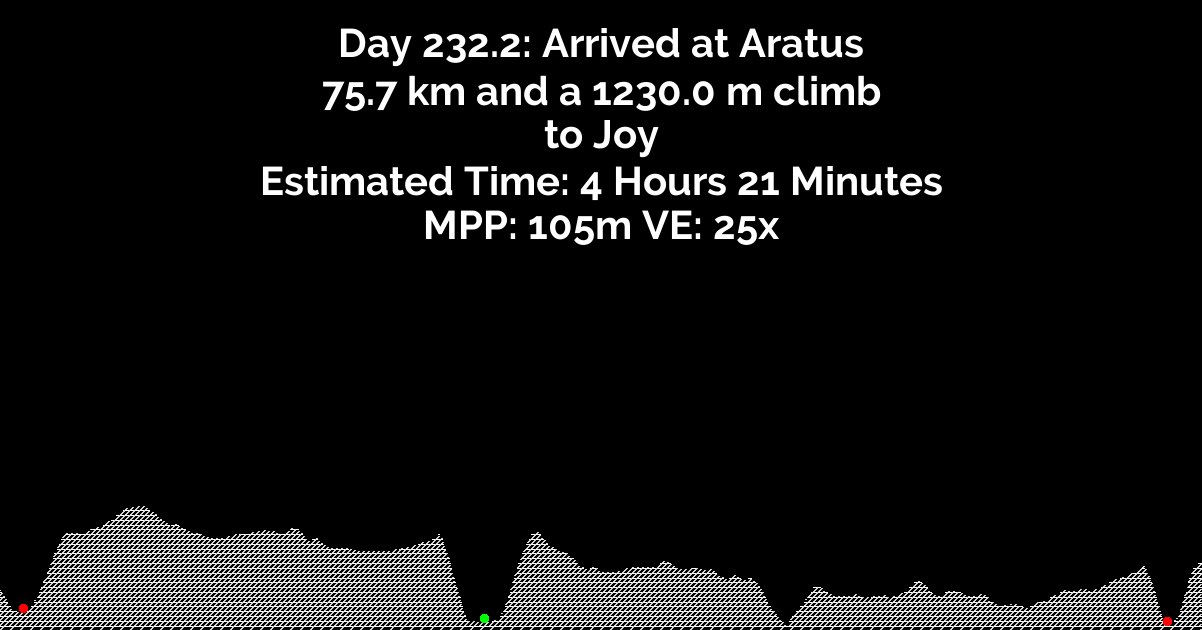 Day 232.2: Arrived at Aratus
75.7 km and a 1230.0 m climb
to Joy
Estimated Time: 4 Hours 21 Minutes
MPP: 105m VE: 25x